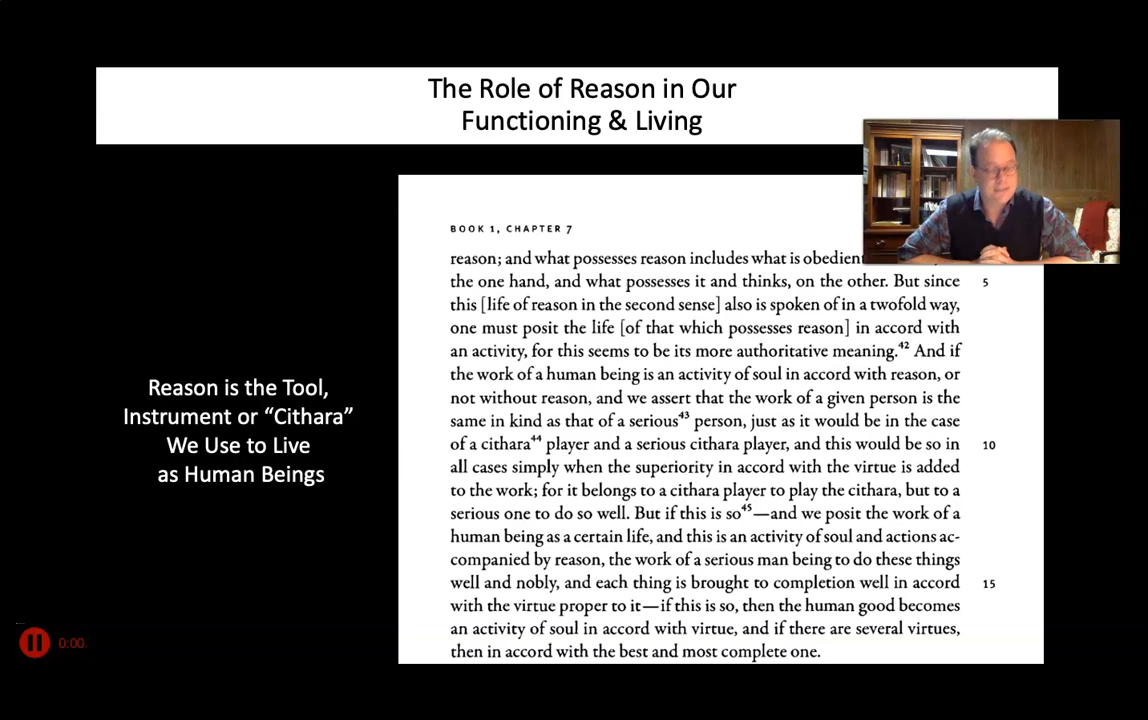 The Role of Reason in Our
Functioning & Living
BOOK 1, CHAPTER 7
reason; and what possesses reason includes what is obedient
the one hand, and what possesses it and thinks, on the other. But since 5
this [life of reason in the second sense] also is spoken of in a twofold way,
one must posit the life [of that which possesses reason] in accord with
an activity, for this seems to be its more authoritative meaning.42 And if
the work of a human being is an activity of soul in accord with reason, or
not without reason, and we assert that the work of a given person is the
same in kind as that of a serious43 person, just as it would be in the case
of a cithara44 player and a serious cithara player, and this would be so in 10
all cases simply when the superiority in accord with the virtue is added
to the work; for it belongs to a cithara player to play the cithara, but to a
serious one to do so well. But if this is so45—and we posit the work of a
human being as a certain life, and this is an activity of soul and actions ac-
companied by reason, the work of a serious man being to do these things
well and nobly, and each thing is brought to completion well in accord 15
with the virtue proper to it—if this is so, then the human good becomes
an activity of soul in accord with virtue, and if there are several virtues,
then in accord with the best and most complete one.
Reason is the Tool,
Instrument or “Cithara”
We Use to Live
as Human Beings
0:00.